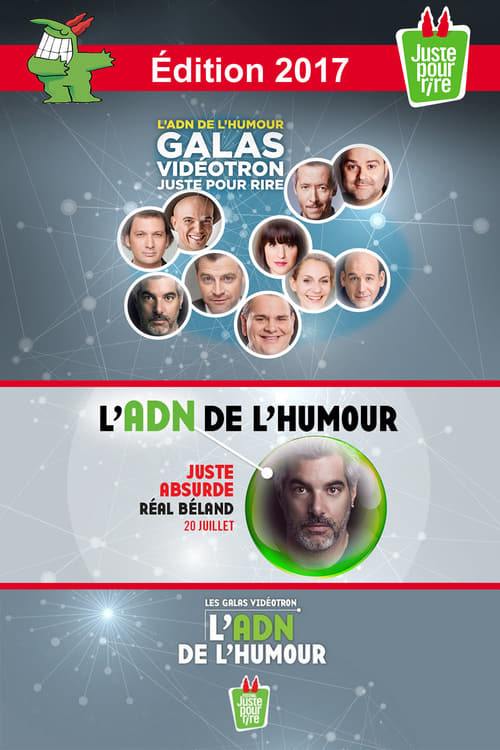 Édition 2017
Juste
pour
rire
L'ADN DE L'HUMOUR
GALAS
VIDÉOTRON
JUSTE POUR RIRE
L'ADN DE L'HUMOUR
JUSTE
ABSURDE
RÉAL BÉLAND
20 JUILLET
LES GALAS VIDÉOTRON
L'ADN
DE L'HUMOUR
Juste
pour
rire